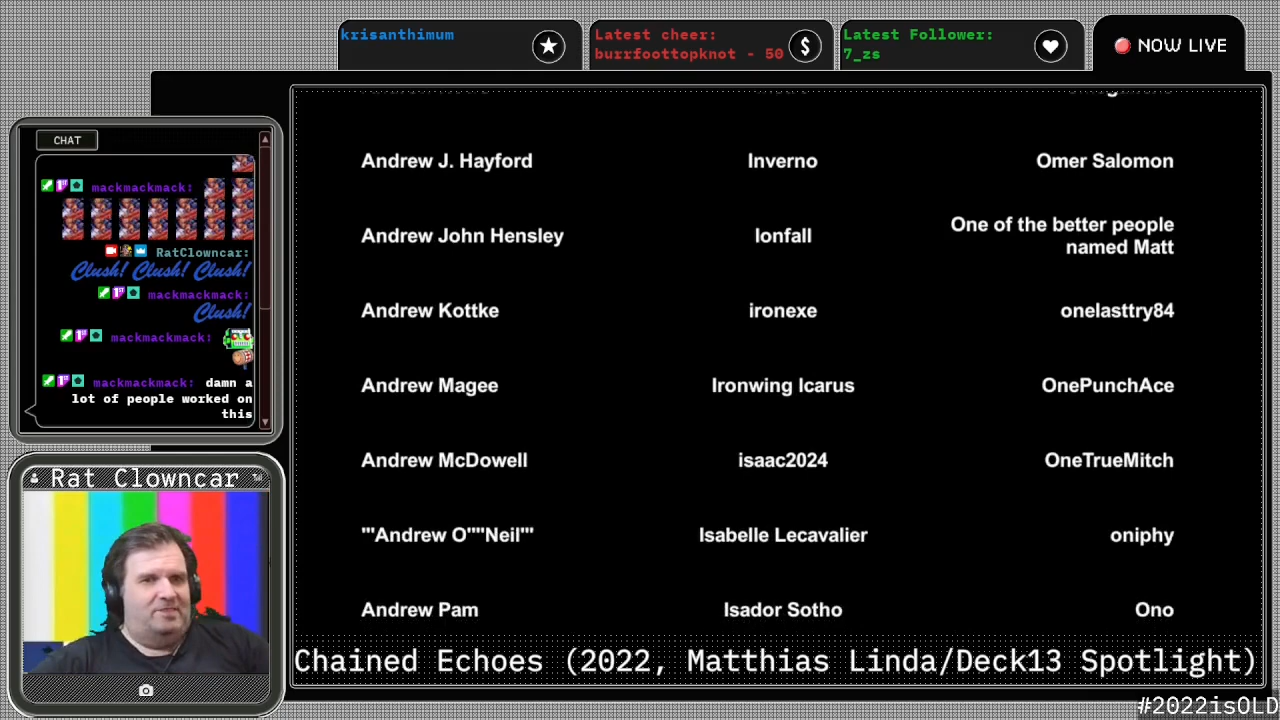 krisanthimum
Latest cheer:
burrfoottopknot - 50
$
Latest Follower:
7_zs
NOW LIVE
CHAT
mackmackmack:
RatClowncar:
Clush! Clush! Clush!
mackmackmack:
Clush!
mackmackmack:
mackmackmack: damn a
lot of people worked on
this
Rat Clowncar
Andrew J. Hayford
Inverno
Omer Salomon
Andrew John Hensley
Ionfall
One of the better people
named Matt
Andrew Kottke
ironexe
onelasttry84
Andrew Magee
Ironwing Icarus
OnePunchAce
Andrew McDowell
isaac2024
OneTrueMitch
"'Andrew O'""Neil'"
Isabelle Lecavalier
oniphy
Andrew Pam
Isador Sotho
Ono
Chained Echoes (2022, Matthias Linda/Deck13 Spotlight)
#2022isOLD